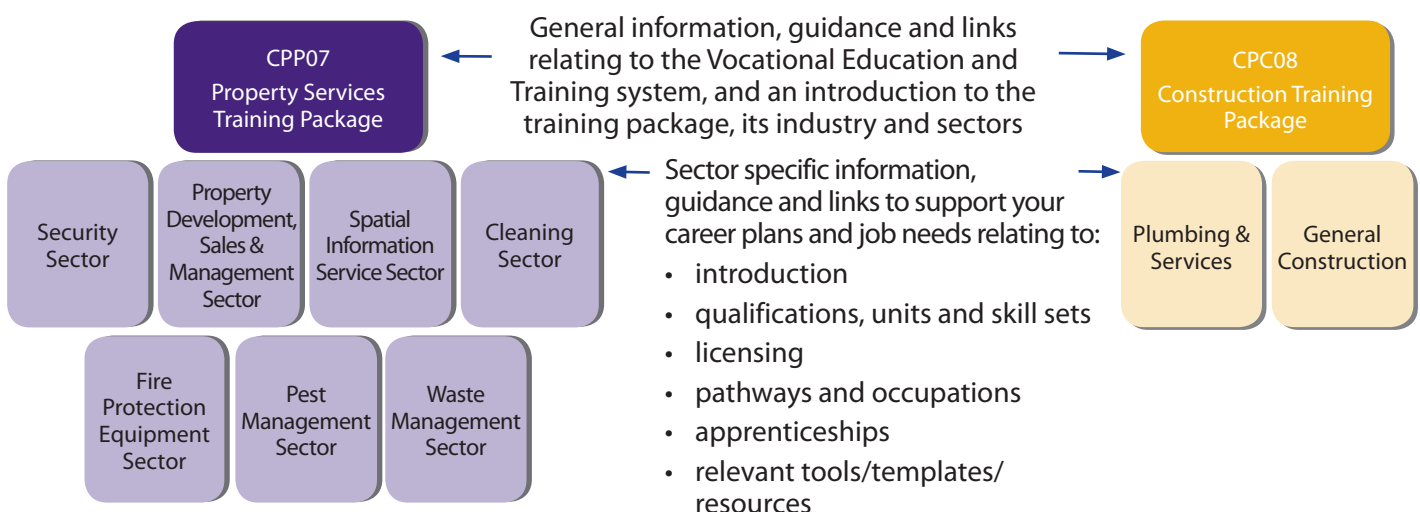 CPP07
Property Services
Training Package
General information, guidance and links
relating to the Vocational Education and
Training system, and an introduction to the
training package, its industry and sectors
CPC08
Construction Training
Package
Security
Sector
Property
Development,
Sales &
Management
Sector
Spatial
Information
Service Sector
Cleaning
Sector
Sector specific information,
guidance and links to support your
career plans and job needs relating to:
• introduction
• qualifications, units and skill sets
• licensing
• pathways and occupations
• apprenticeships
• relevant tools/templates/
resources
Plumbing &
Services
General
Construction
Fire
Protection
Equipment
Sector
Pest
Management
Sector
Waste
Management
Sector